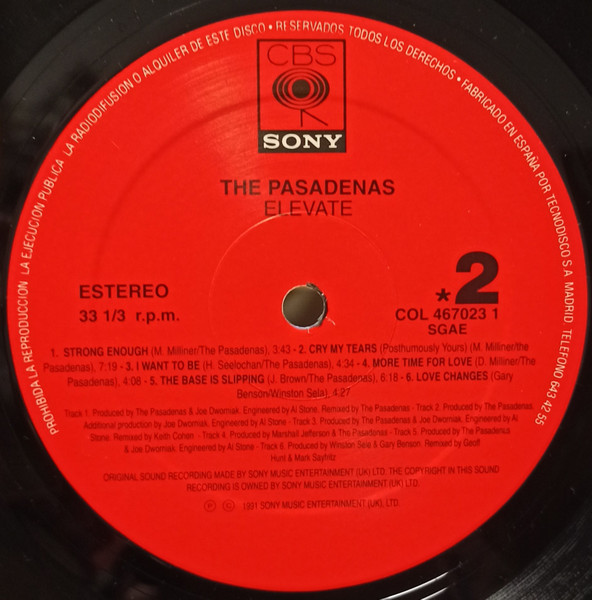 PROHIBIDA LA REPRODUCCION LA EJECUCION PUBLICA LA RADIODIFUSION O ALQUILER DE ESTE DISCO • RESERVADOS TODOS LOS DERECHOS • FABRICADO EN ESPAÑA POR TECNODISCO S A MADRID TELEFONO 643 42 55
CBS
SONY
THE PASADENAS
ELEVATE
ESTEREO
33 1/3 r.p.m.
*2
COL 467023 1
SGAE
1. STRONG ENOUGH (M. Milliner/The Pasadenas), 3:43 - 2. CRY MY TEARS (Posthumously Yours) (M. Milliner/the
Pasadenas), 7:19 - 3. I WANT TO BE (H. Seelochan/The Pasadenas), 4:34 - 4. MORE TIME FOR LOVE (D. Milliner/The
Pasadenas), 4:08 - 5. THE BASE IS SLIPPING (J. Brown/The Pasadenas), 6:18 - 6. LOVE CHANGES (Gary
Benson/Winston Sela), 4:27
Track 1. Produced by The Pasadenas & Joe Dworniak. Engineered by Al Stone. Remixed by The Pasadenas - Track 2. Produced by The Pasadenas
Additional production by Joe Dworniak. Engineered by Al Stone - Track 3. Produced by The Pasadenas & Joe Dworniak. Engineered by Al
Stone. Remixed by Keith Cohen - Track 4. Produced by Marshall Jefferson & The Pasadenas - Track 5. Produced by The Pasadenas
& Joe Dworniak. Engineered by Al Stone - Track 6. Produced by Winston Sela & Gary Benson. Remixed by Geoff
Hunt & Mark Sayfritz
ORIGINAL SOUND RECORDING MADE BY SONY MUSIC ENTERTAINMENT (UK) LTD. THE COPYRIGHT IN THIS SOUND
RECORDING IS OWNED BY SONY MUSIC ENTERTAINMENT (UK) LTD.
℗ © 1991 SONY MUSIC ENTERTAINMENT (UK), LTD.